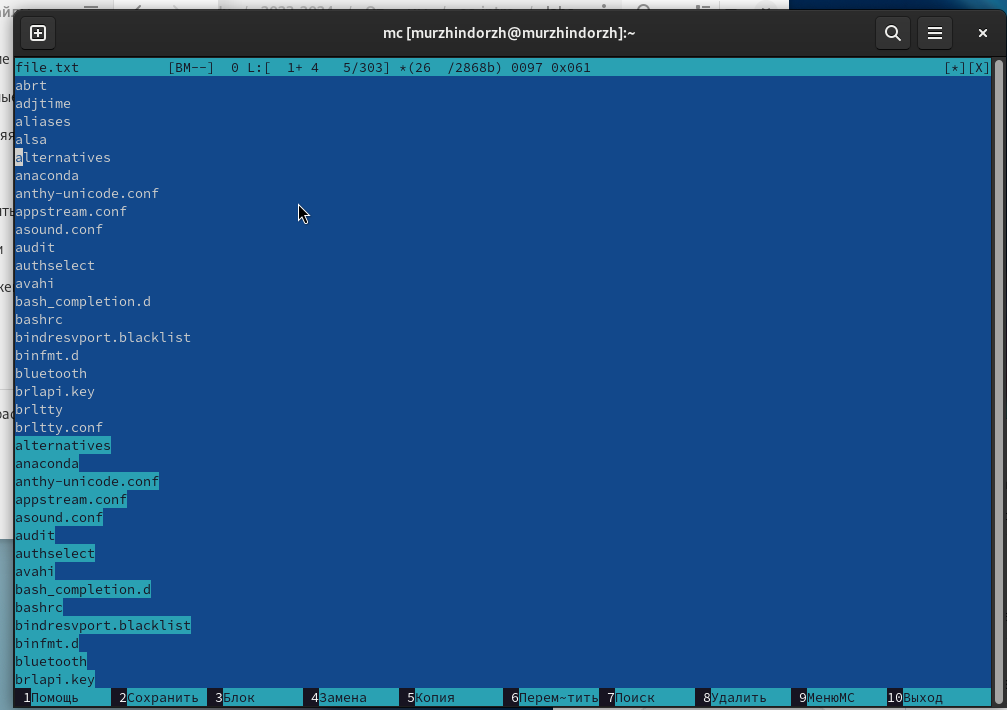 mc [murzhindorzh@murzhindorzh]:~
file.txt [BM--] 0 L:[ 1+ 4 5/303] *(26 /2868b) 0097 0x061 [*][X]
abrt
adjtime
aliases
alsa
alternatives
anaconda
anthy-unicode.conf
appstream.conf
asound.conf
audit
authselect
avahi
bash_completion.d
bashrc
bindresvport.blacklist
binfmt.d
bluetooth
brlapi.key
brltty
brltty.conf
alternatives
anaconda
anthy-unicode.conf
appstream.conf
asound.conf
audit
authselect
avahi
bash_completion.d
bashrc
bindresvport.blacklist
binfmt.d
bluetooth
brlapi.key
1Помощь 2Сохранить 3Блок 4Замена 5Копия 6Перем~тить 7Поиск 8Удалить 9МенюMC 10Выход